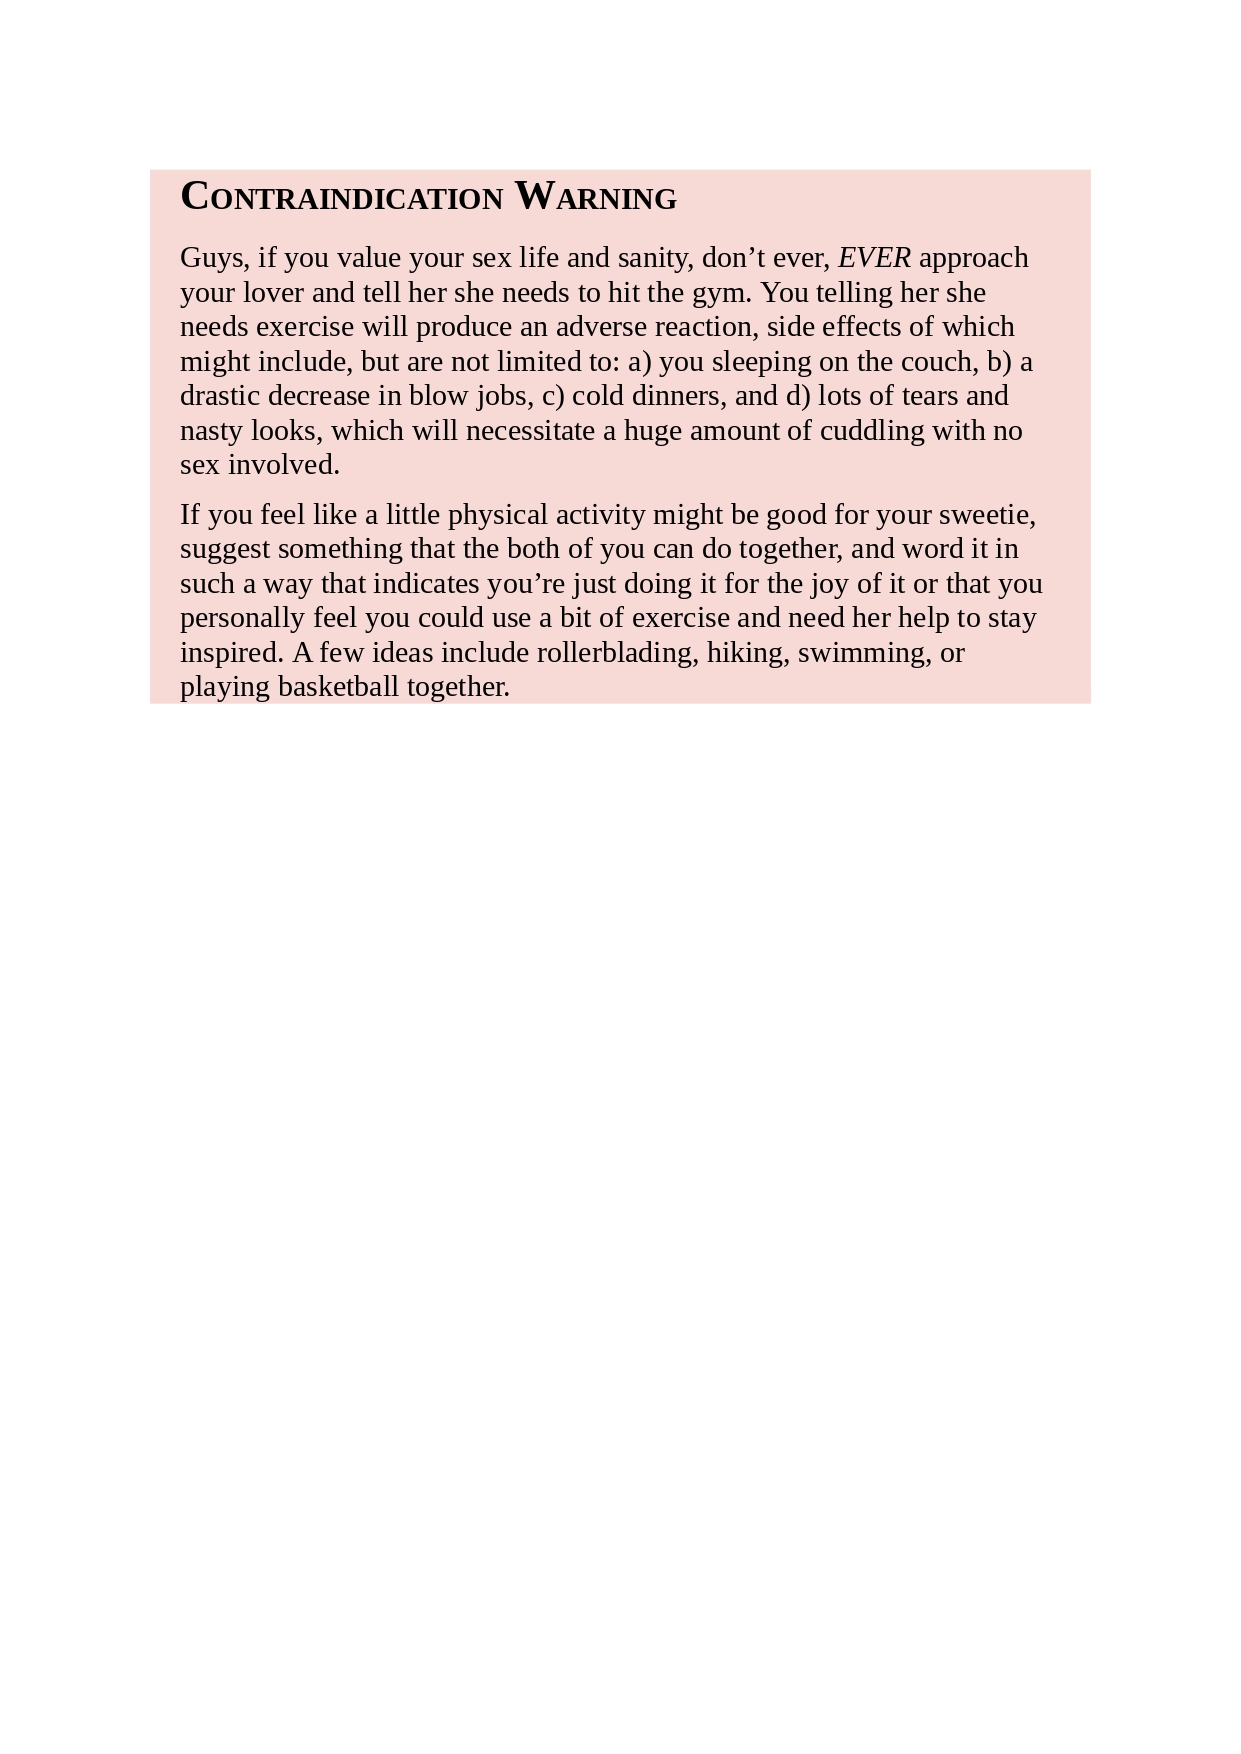 CONTRAINDICATION WARNING
Guys, if you value your sex life and sanity, don’t ever, EVER approach
your lover and tell her she needs to hit the gym. You telling her she
needs exercise will produce an adverse reaction, side effects of which
might include, but are not limited to: a) you sleeping on the couch, b) a
drastic decrease in blow jobs, c) cold dinners, and d) lots of tears and
nasty looks, which will necessitate a huge amount of cuddling with no
sex involved.
If you feel like a little physical activity might be good for your sweetie,
suggest something that the both of you can do together, and word it in
such a way that indicates you’re just doing it for the joy of it or that you
personally feel you could use a bit of exercise and need her help to stay
inspired. A few ideas include rollerblading, hiking, swimming, or
playing basketball together.